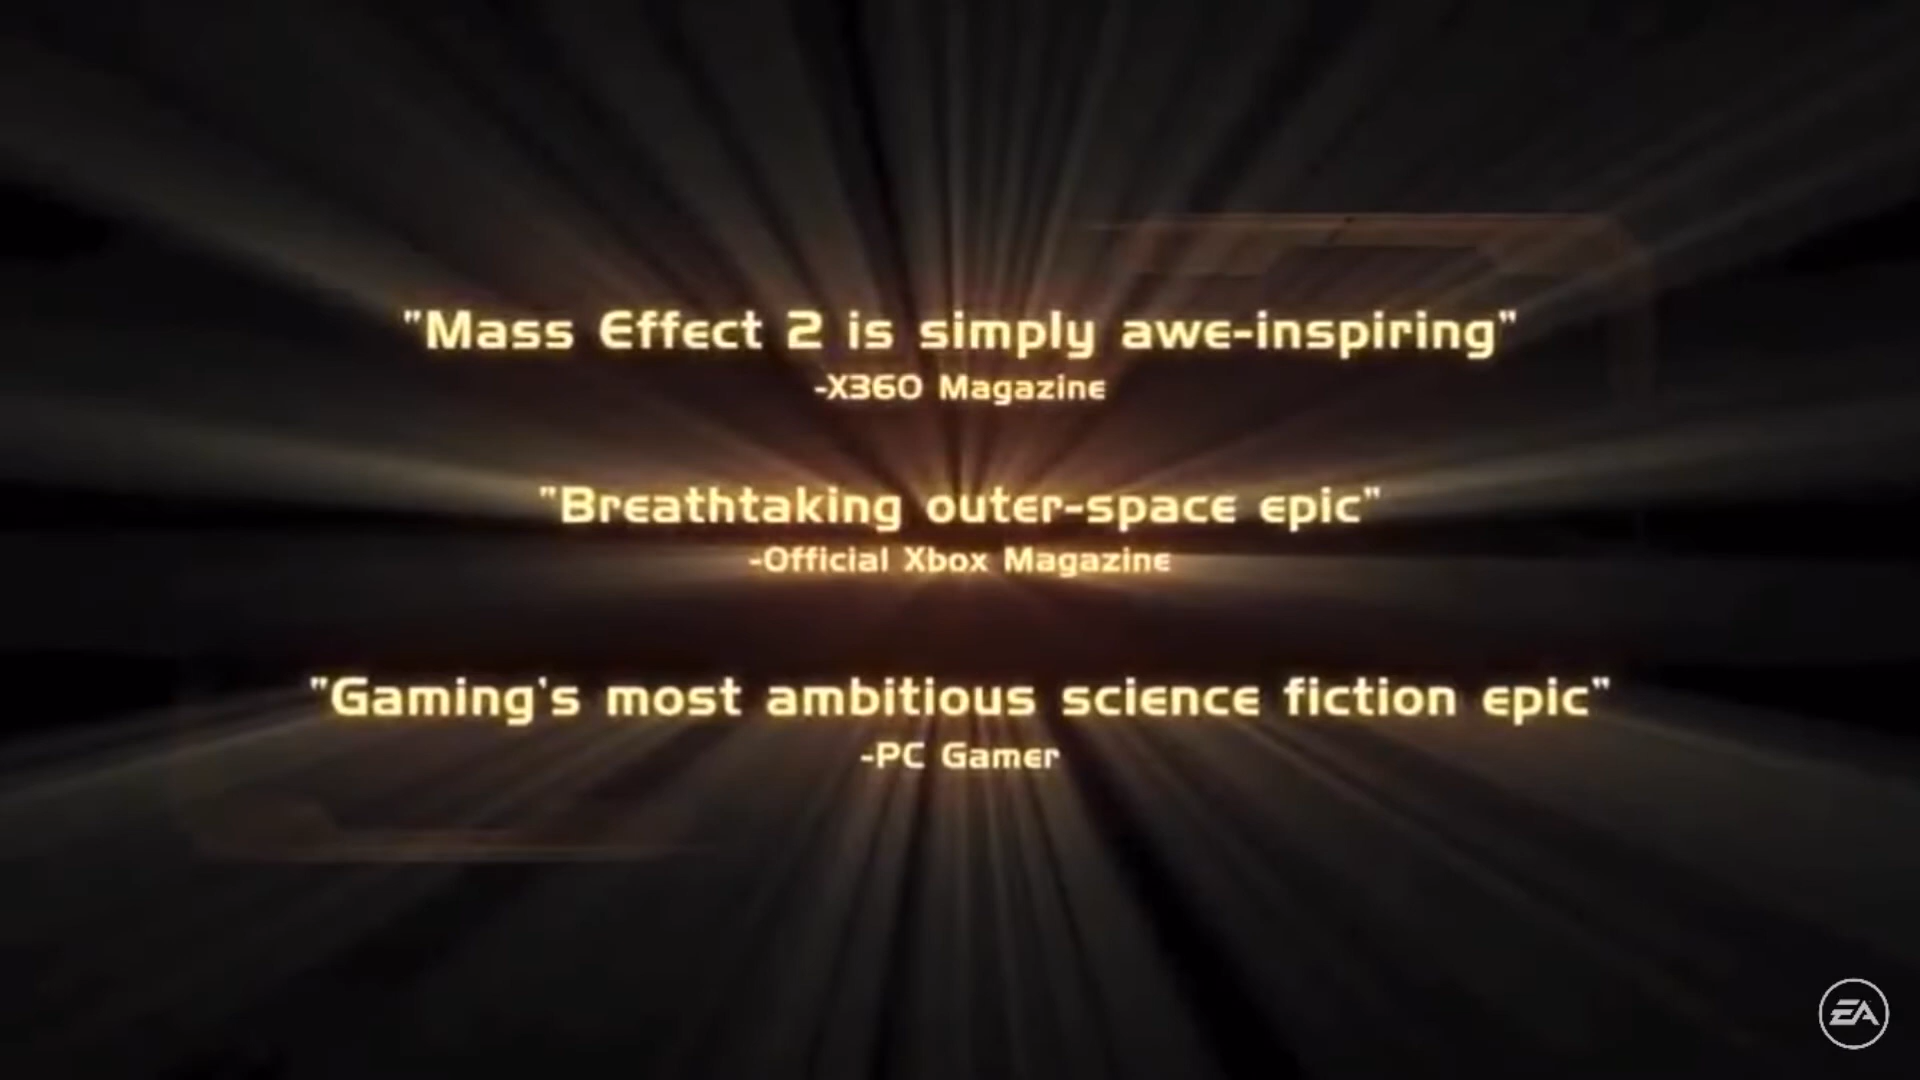 "Mass Effect 2 is simply awe-inspiring"
-X360 Magazine
"Breathtaking outer-space epic"
-Official Xbox Magazine
"Gaming's most ambitious science fiction epic"
-PC Gamer
EA